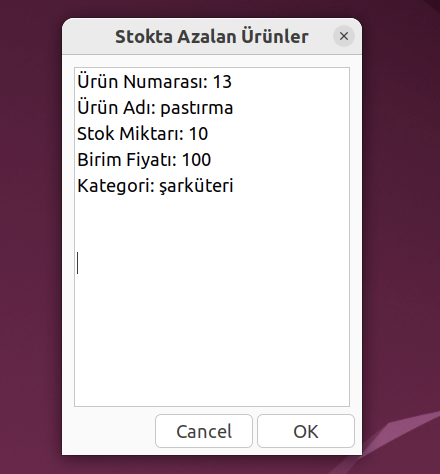 Stokta Azalan Ürünler
Ürün Numarası: 13
Ürün Adı: pastırma
Stok Miktarı: 10
Birim Fiyatı: 100
Kategori: şarküteri
Cancel
OK